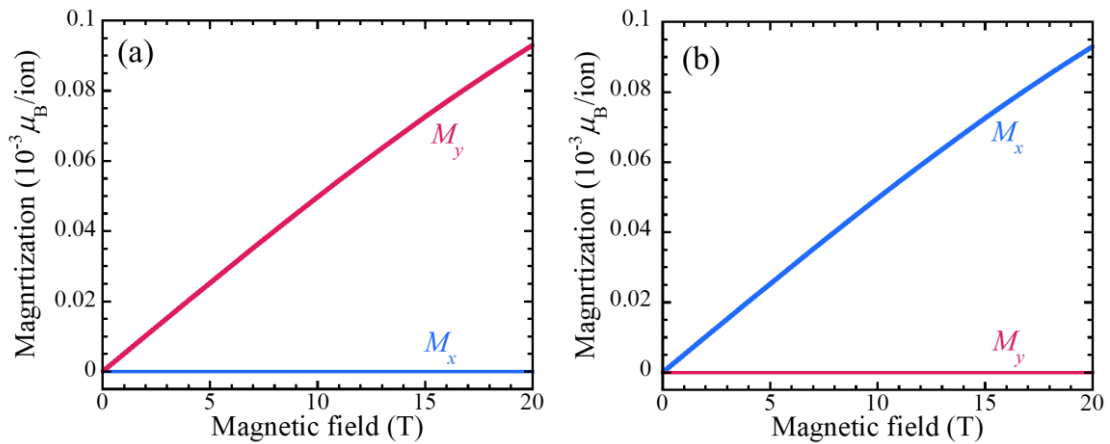 (a)
Magnrtization (10⁻³ μB/ion)
0.1
0.08
0.06
0.04
0.02
0
My
Mx
0 5 10 15 20
Magnetic field (T)
(b)
Magnrtization (10⁻³ μB/ion)
0.1
0.08
0.06
0.04
0.02
0
Mx
My
0 5 10 15 20
Magnetic field (T)